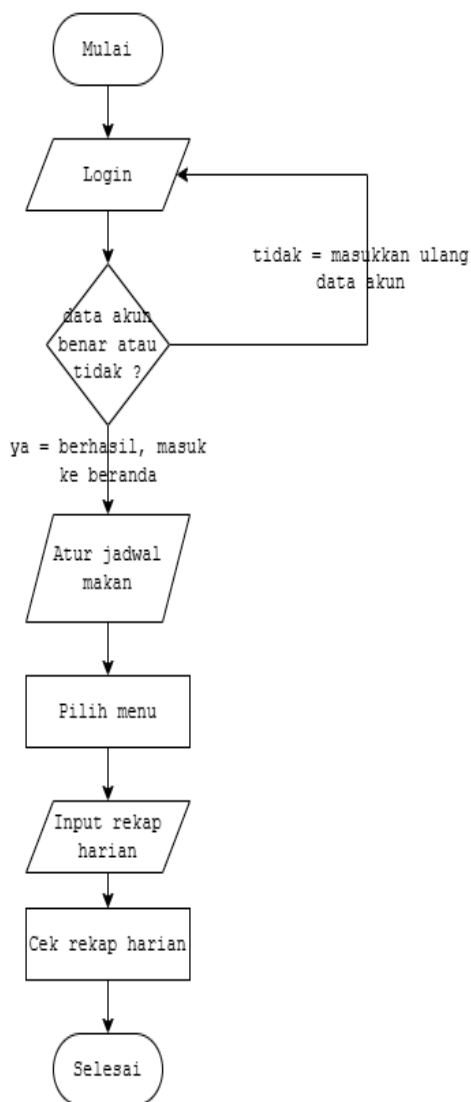 Mulai
Login
tidak = masukkan ulang
data akun
data akun
benar atau
tidak ?
ya = berhasil, masuk
ke beranda
Atur jadwal
makan
Pilih menu
Input rekap
harian
Cek rekap harian
Selesai